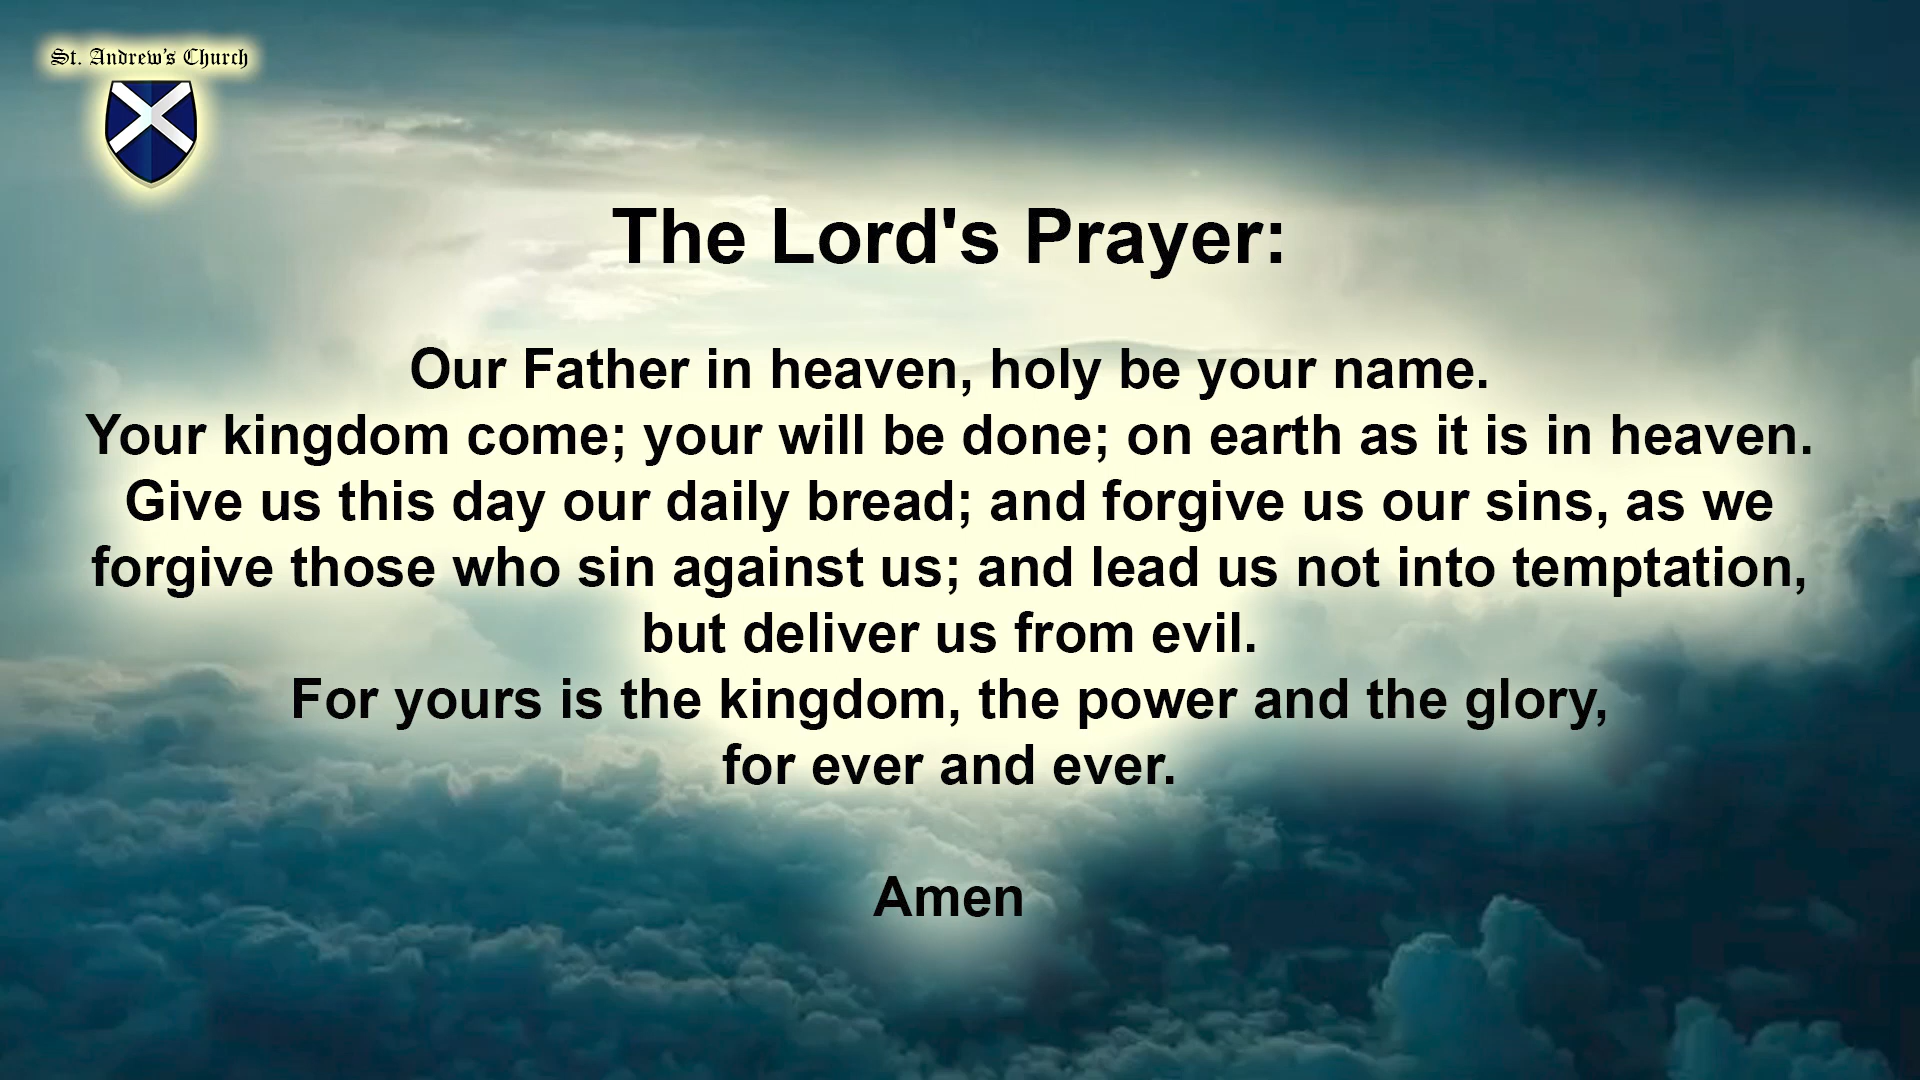 St. Andrew's Church
The Lord's Prayer:
Our Father in heaven, holy be your name.
Your kingdom come; your will be done; on earth as it is in heaven.
Give us this day our daily bread; and forgive us our sins, as we
forgive those who sin against us; and lead us not into temptation,
but deliver us from evil.
For yours is the kingdom, the power and the glory,
for ever and ever.
Amen